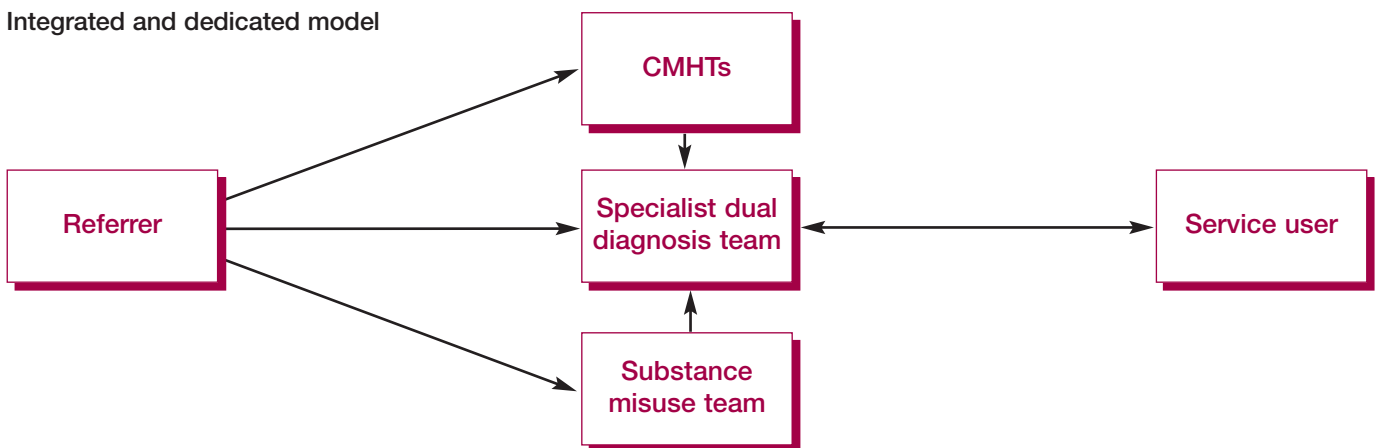 Integrated and dedicated model
CMHTs
Referrer
Specialist dual
diagnosis team
Service user
Substance
misuse team